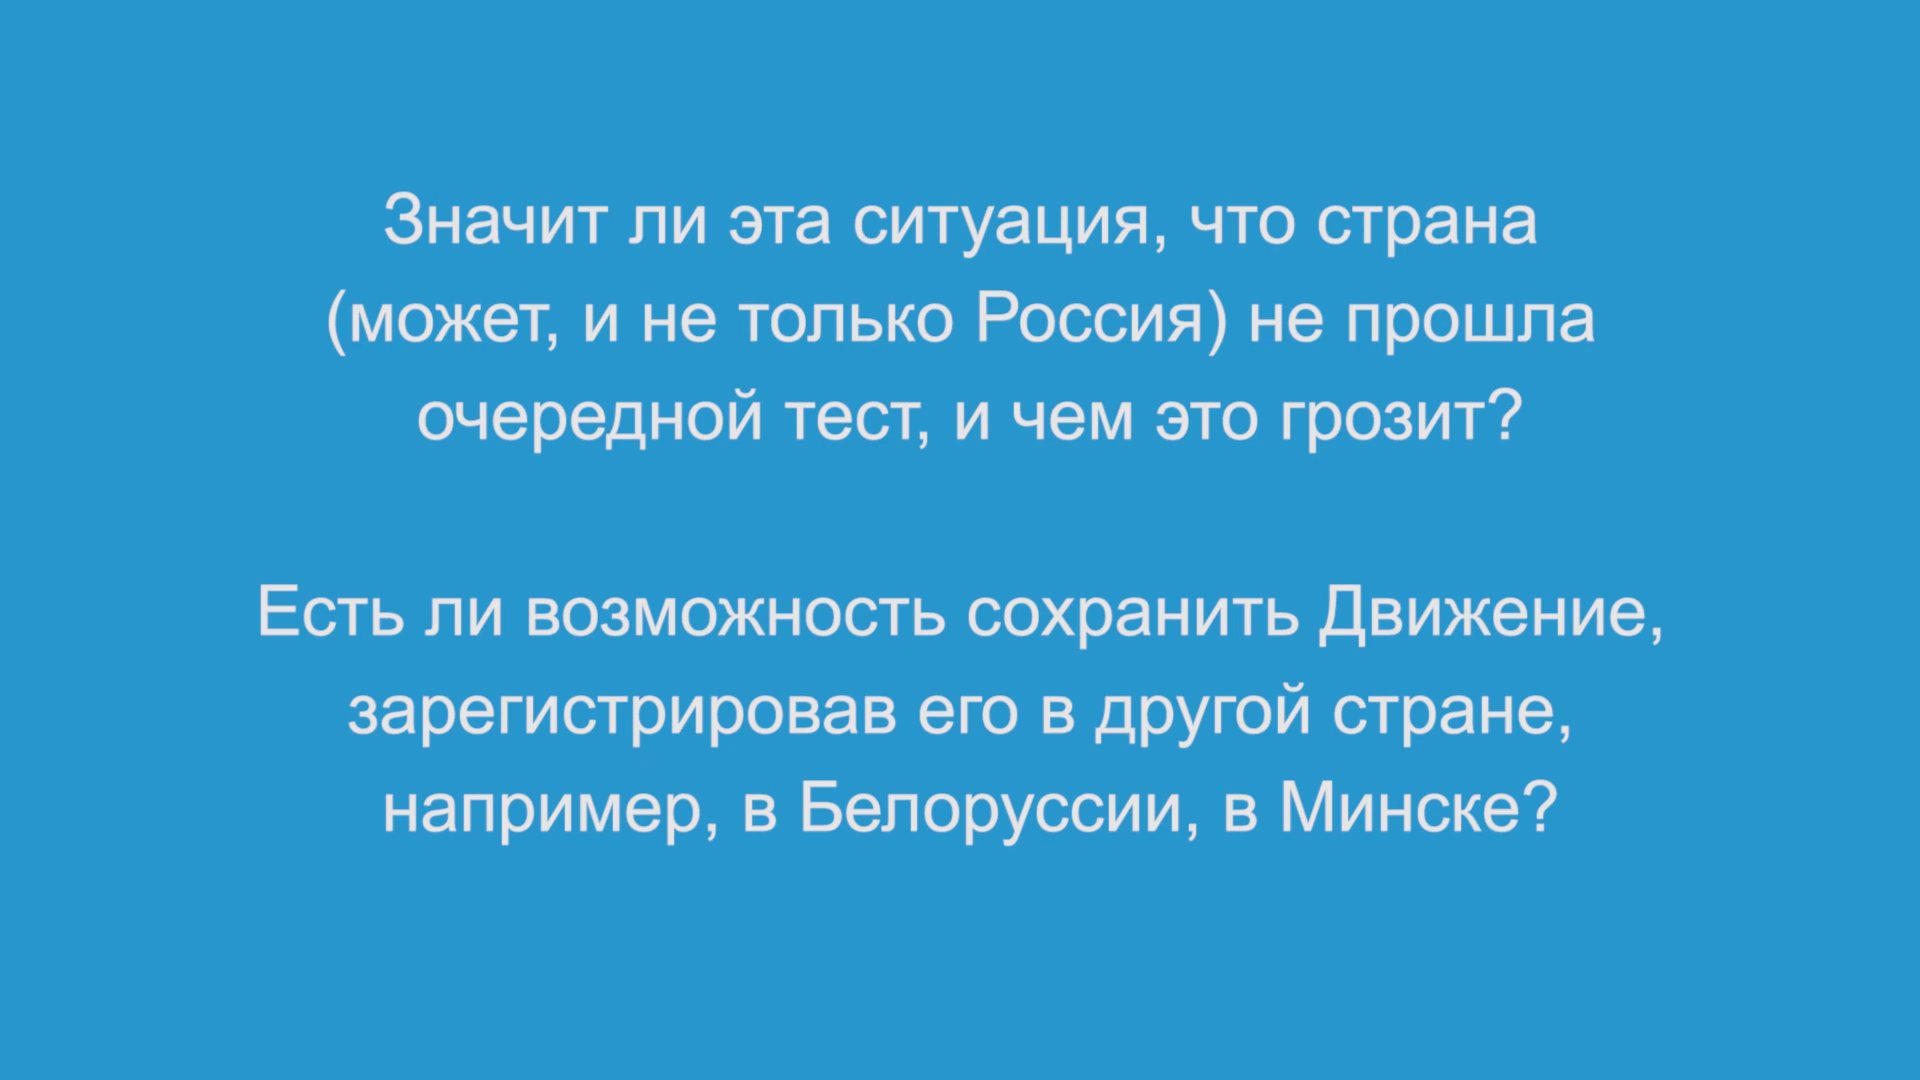 Значит ли эта ситуация, что страна
(может, и не только Россия) не прошла
очередной тест, и чем это грозит?
Есть ли возможность сохранить Движение,
зарегистрировав его в другой стране,
например, в Белоруссии, в Минске?